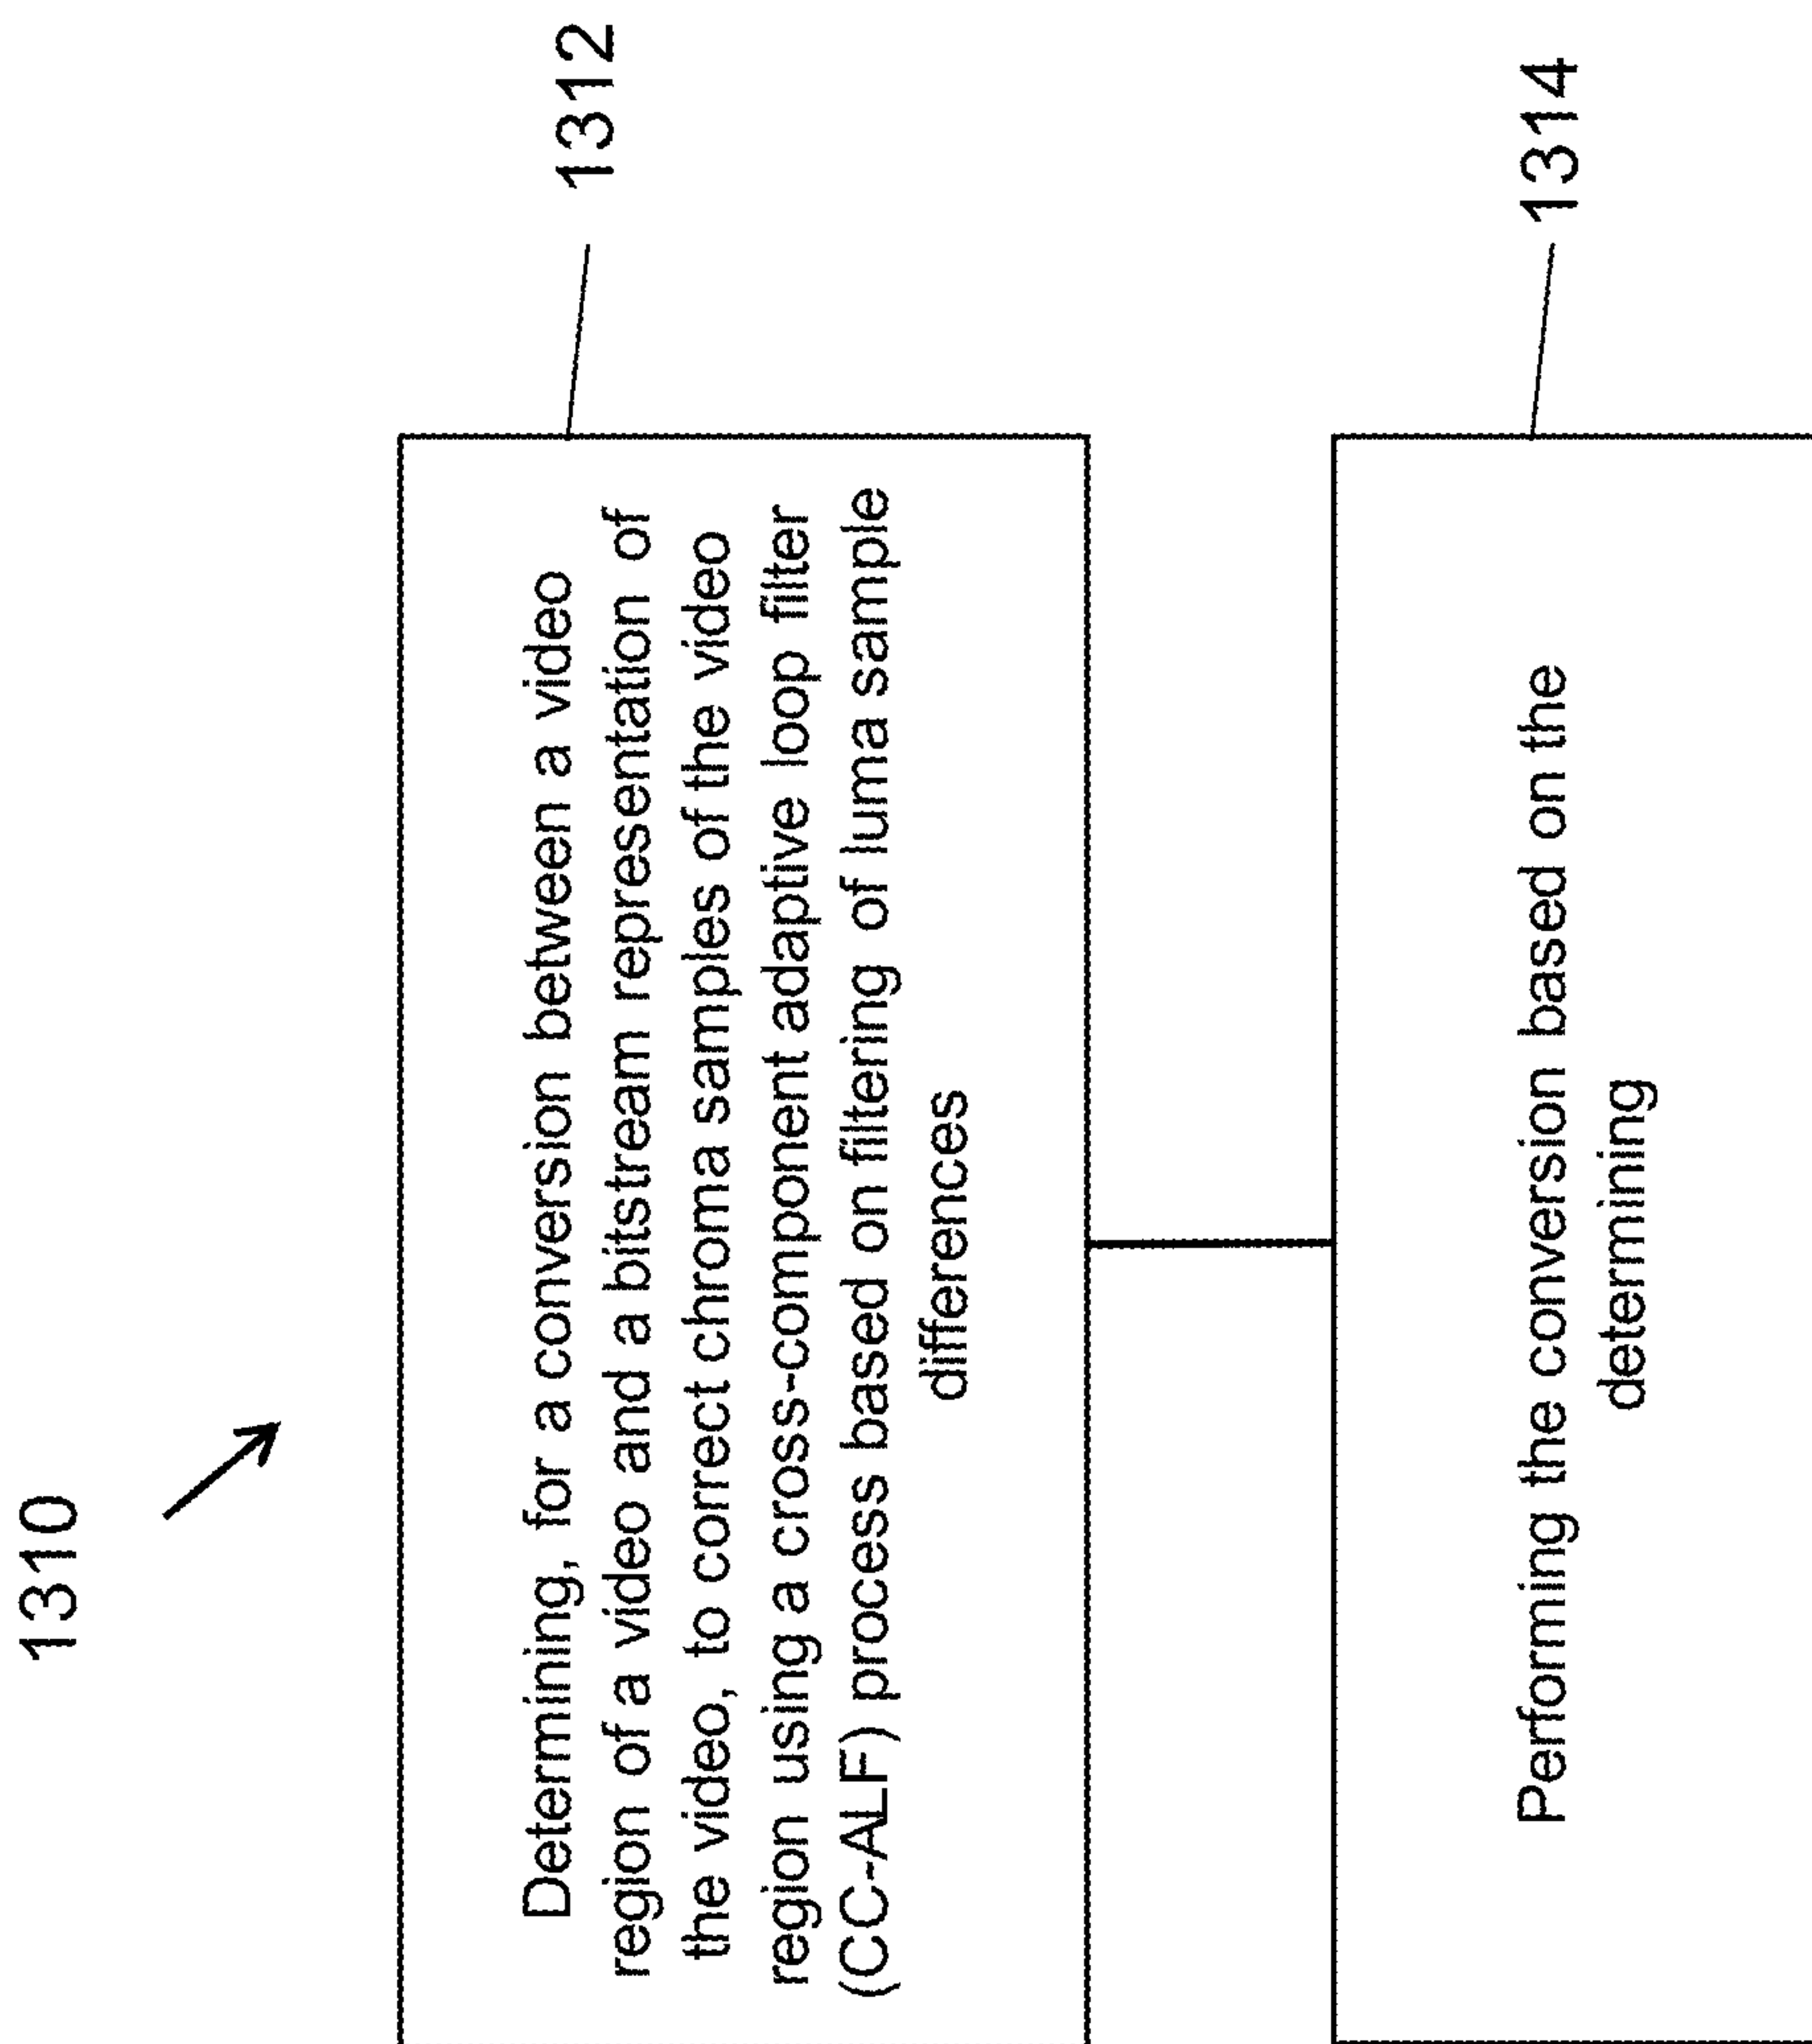 1310
Determining, for a conversion between a video
region of a video and a bitstream representation of
the video, to correct chroma samples of the video
region using a cross-component adaptive loop filter
(CC-ALF) process based on filtering of luma sample
differences
1312
Performing the conversion based on the
determining
1314